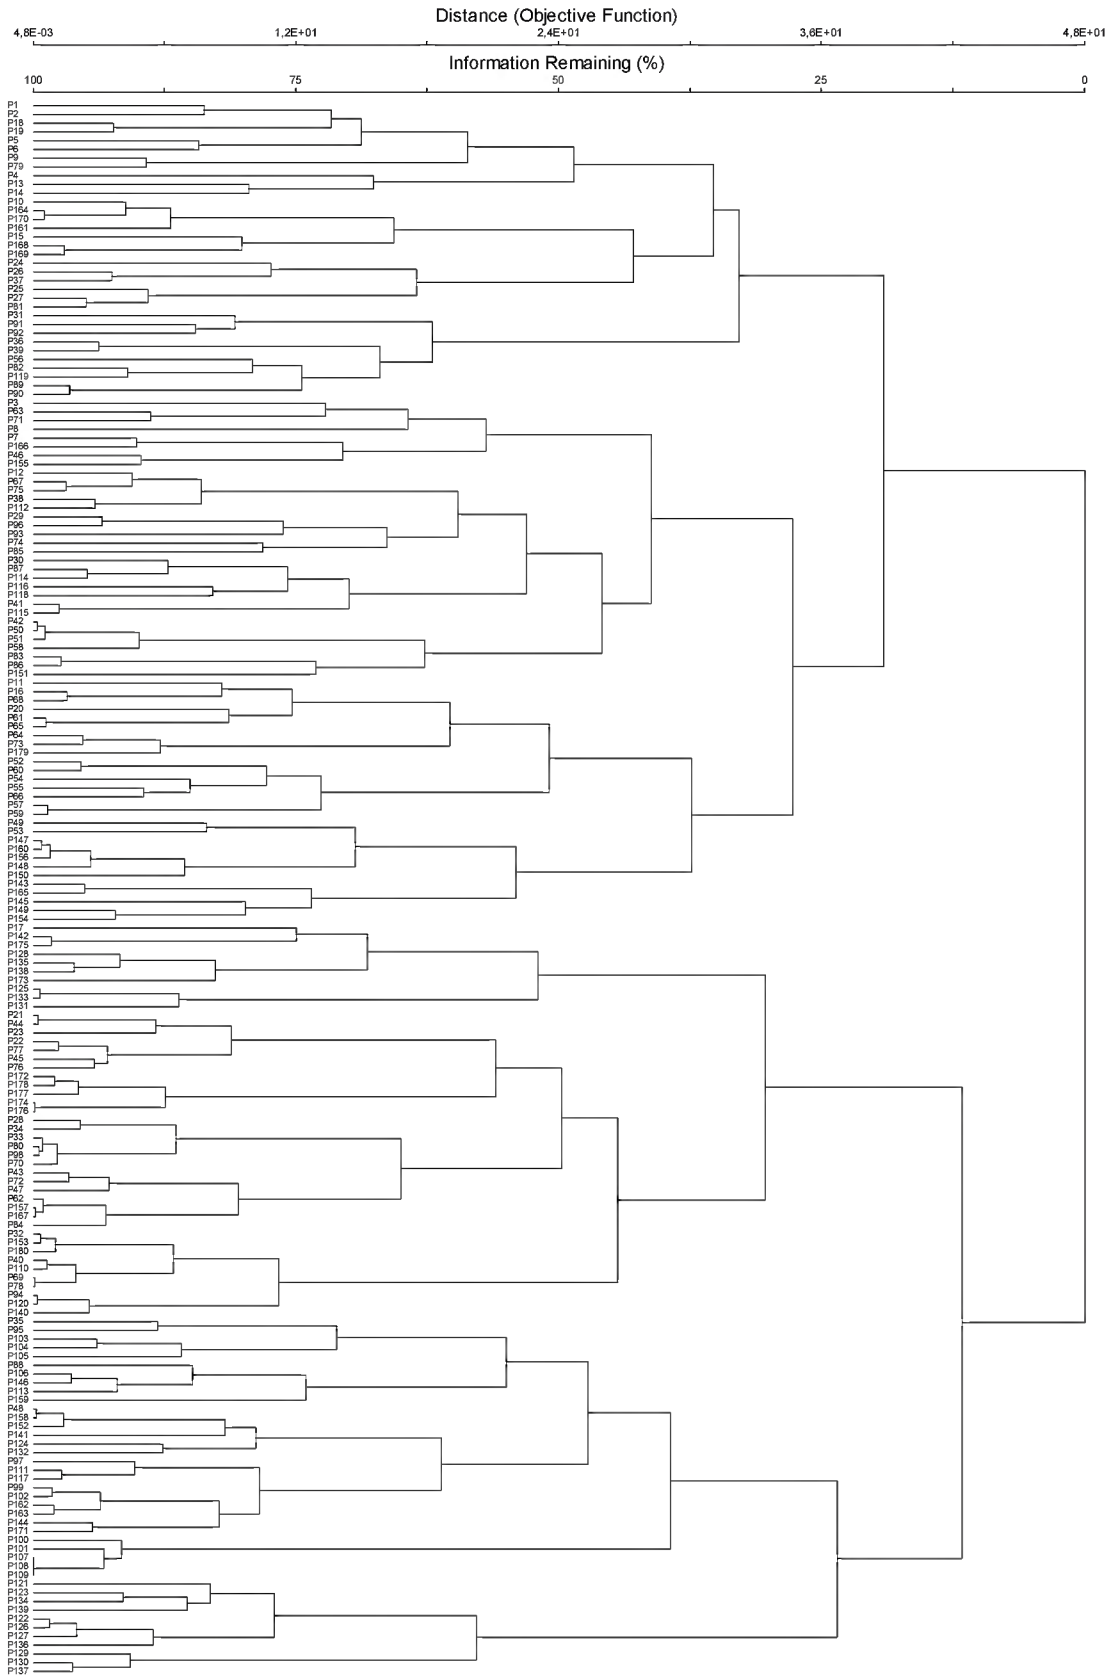 Distance (Objective Function)
4,8E-03 1,2E+01 2,4E+01 3,6E+01 4,8E+01
Information Remaining (%)
100 75 50 25 0
P1
P2
P18
P19
P5
P6
P9
P79
P4
P13
P14
P10
P164
P170
P161
P15
P168
P169
P24
P26
P37
P25
P27
P81
P31
P91
P92
P36
P39
P56
P82
P119
P89
P90
P3
P63
P71
P8
P7
P166
P46
P155
P12
P67
P75
P38
P112
P29
P96
P93
P74
P85
P30
P87
P114
P116
P118
P41
P115
P42
P50
P51
P58
P83
P86
P151
P11
P16
P68
P20
P61
P65
P64
P73
P179
P52
P60
P54
P55
P66
P57
P59
P49
P53
P147
P160
P156
P148
P150
P143
P165
P145
P149
P154
P17
P142
P175
P128
P135
P138
P173
P125
P133
P131
P21
P44
P23
P22
P77
P45
P76
P172
P178
P177
P174
P176
P28
P34
P33
P80
P98
P70
P43
P72
P47
P62
P157
P167
P84
P32
P153
P180
P40
P110
P69
P78
P94
P120
P140
P35
P95
P103
P104
P105
P88
P106
P146
P113
P159
P48
P158
P152
P141
P124
P132
P97
P111
P117
P99
P102
P162
P163
P144
P171
P100
P101
P107
P108
P109
P121
P123
P134
P139
P122
P126
P127
P136
P129
P130
P137